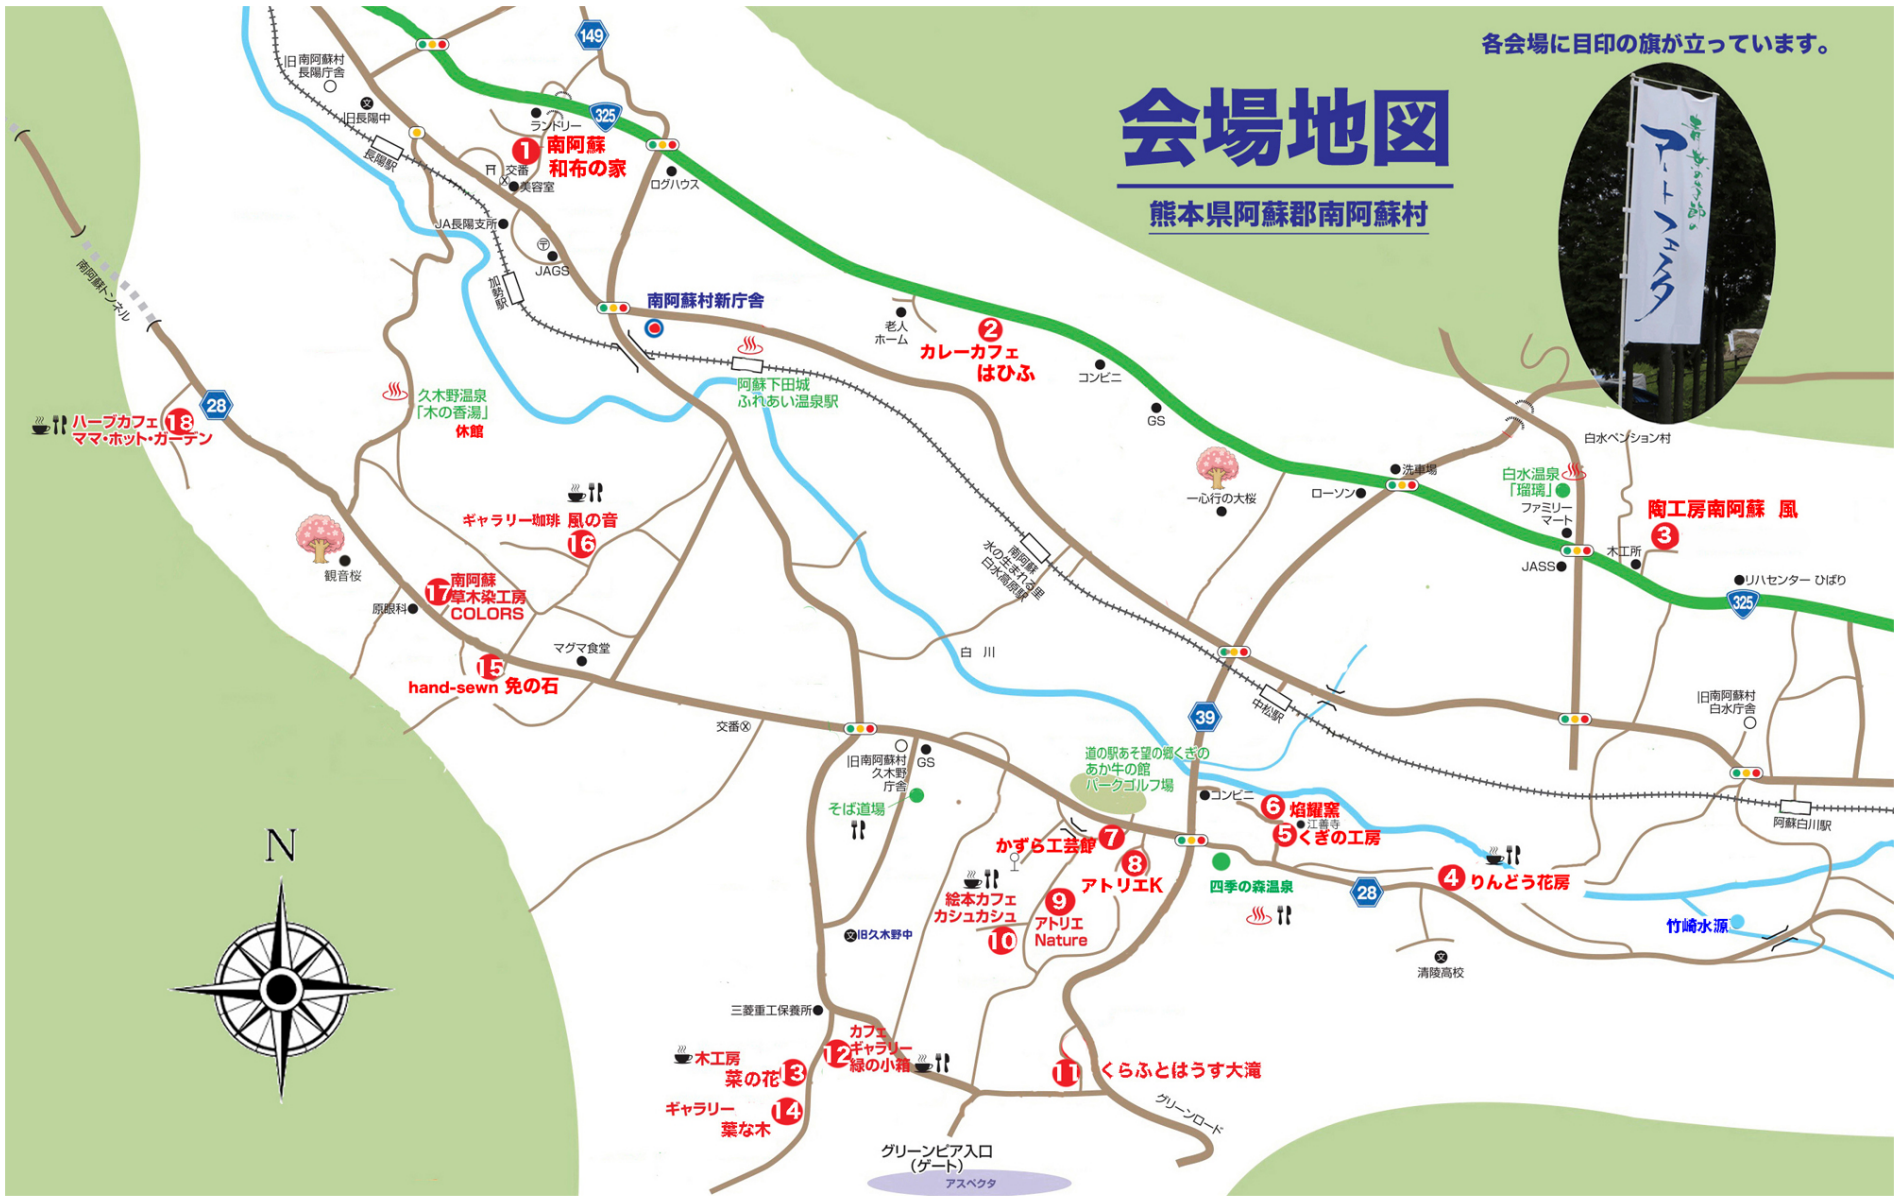 各会場に目印の旗が立っています。
アートフェスタ
会場地図
熊本県阿蘇郡南阿蘇村
149
325
旧 南阿蘇村
長陽庁舎
旧長陽中
長陽駅
ランドリー
1 南阿蘇
和布の家
交番
美容室
ログハウス
JA長陽支所
JAGS
加勢駅
南阿蘇村新庁舎
南阿蘇トンネル
老人
ホーム
2
カレーカフェ
はひふ
コンビニ
GS
阿蘇下田城
ふれあい温泉駅
久木野温泉
「木の香湯」
休館
28
ハーブカフェ 18
ママ・ホット・ガーデン
一心行の大桜
ローソン
洗車場
白水ペンション村
白水温泉
「瑠璃」
ファミリー
マート
陶工房南阿蘇 風
3
木工所
JASS
リハセンター ひばり
325
ギャラリー珈琲 風の音
16
観音桜
原眼科
17 南阿蘇
草木染工房
COLORS
マグマ食堂
15
hand-sewn 免の石
南阿蘇
水の生まれる里
白水高原駅
白 川
中松駅
39
旧 南阿蘇村
白水庁舎
交番
旧 南阿蘇村
久木野
庁舎
GS
そば道場
道の駅あそ望の郷くぎの
あか牛の館
パークゴルフ場
コンビニ
6 焰耀窯
江善寺
5 くぎの工房
阿蘇白川駅
かずら工芸館 7
8
アトリエK
四季の森温泉
28
4 りんどう花房
竹崎水源
絵本カフェ
カシュカシュ
10
9
アトリエ
Nature
旧久木野中
清陵高校
N
三菱重工保養所
カフェ
12 ギャラリー
緑の小箱
木工房
菜の花 13
ギャラリー 14
葉な木
11 くらふとはうす大滝
グリーンロード
グリーンピア入口
(ゲート)
アスペクタ